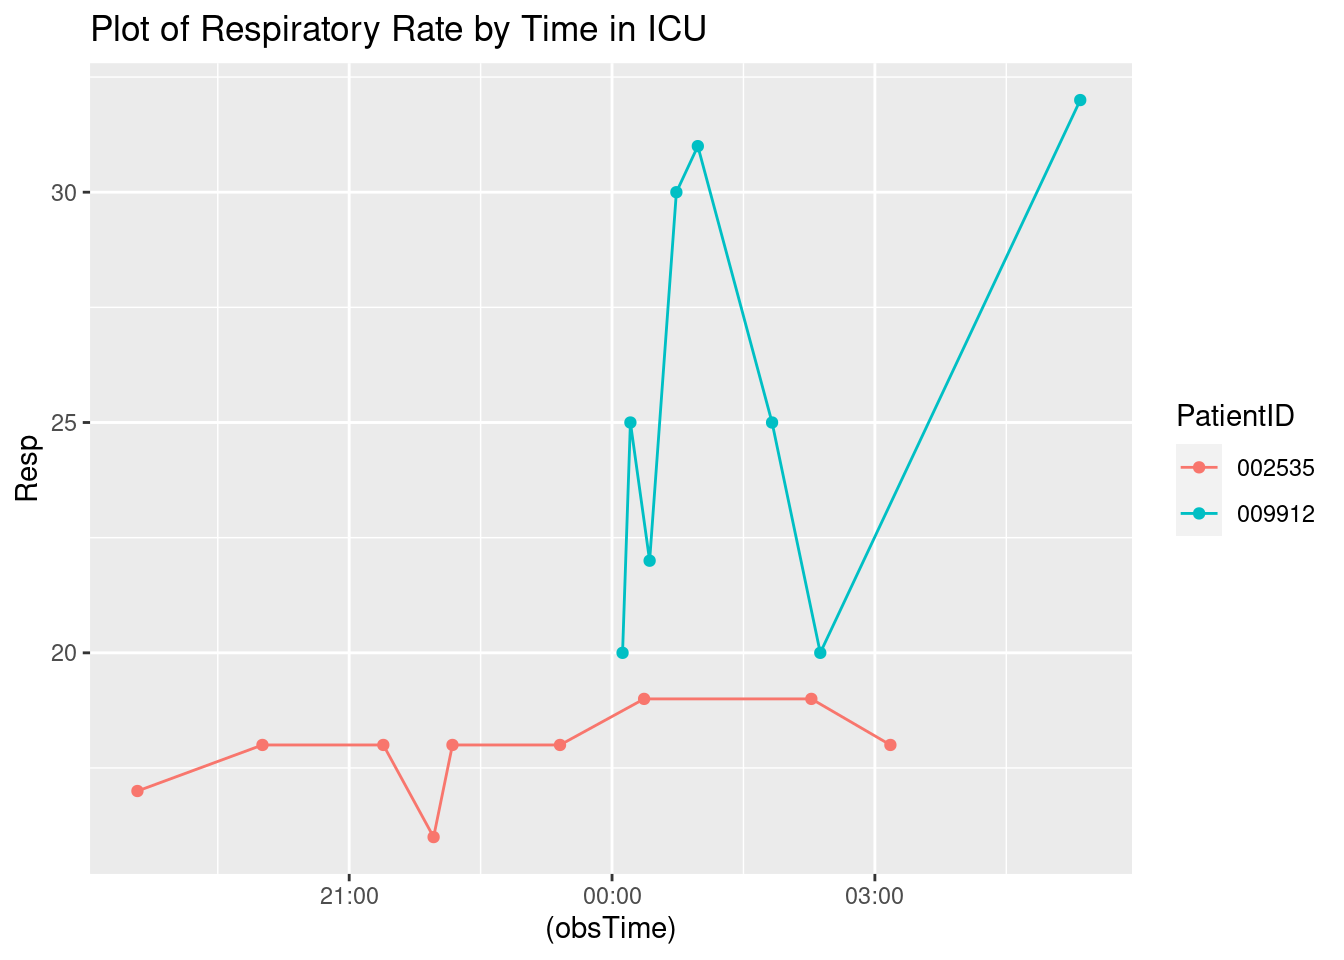 Plot of Respiratory Rate by Time in ICU
30
25
20
Resp
21:00 00:00 03:00
(obsTime)
PatientID
002535
009912